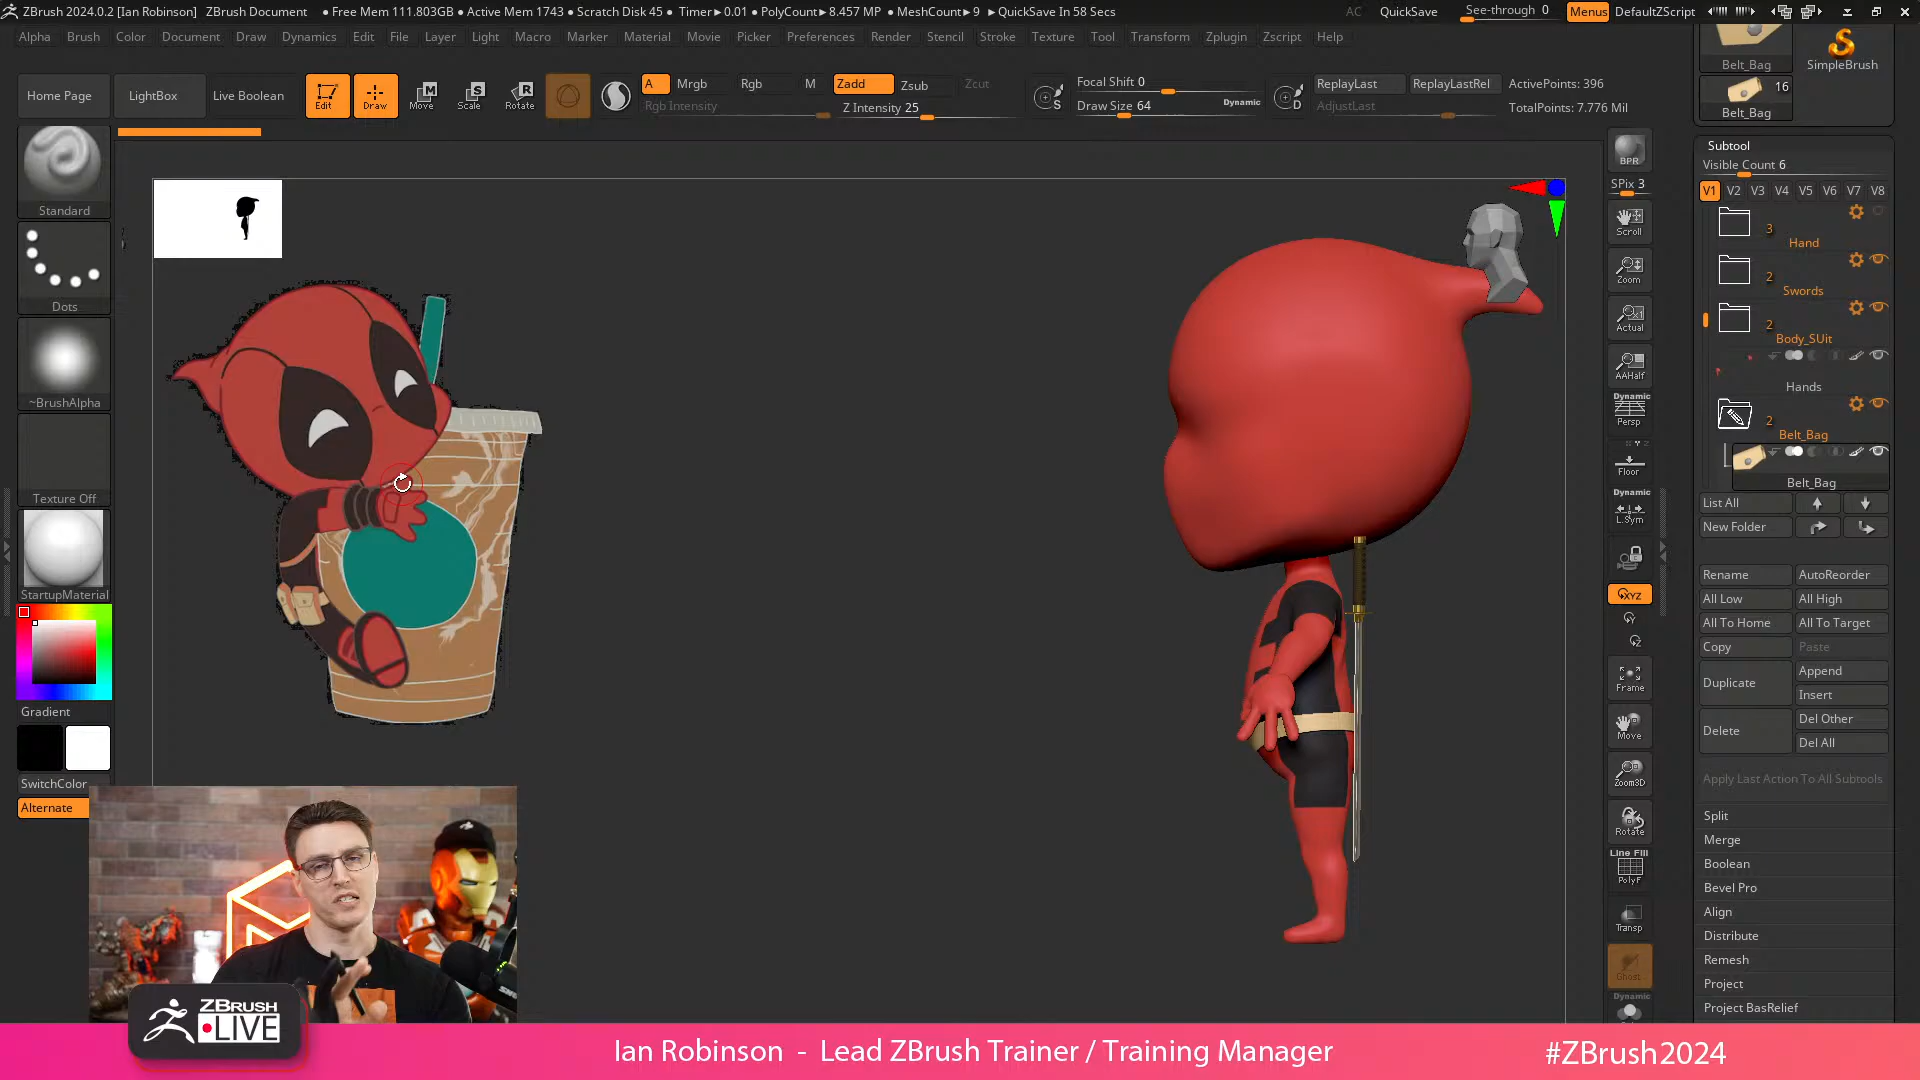 ZBrush 2024.0.2 [Ian Robinson] ZBrush Document ● Free Mem 111.803GB ● Active Mem 1743 ● Scratch Disk 45 ● Timer►0.01 ● PolyCount►8.457 MP ● MeshCount►9 ►QuickSave In 58 Secs AC QuickSave See-through 0 Menus DefaultZScript
Alpha Brush Color Document Draw Dynamics Edit File Layer Light Macro Marker Material Movie Picker Preferences Render Stencil Stroke Texture Tool Transform Zplugin Zscript Help
Home Page LightBox Live Boolean Edit Draw Move Scale Rotate
A Mrgb Rgb M Zadd Zsub Zcut
Rgb Intensity Z Intensity 25
Focal Shift 0
Draw Size 64 Dynamic
S D
ReplayLast ReplayLastRel ActivePoints: 396
AdjustLast TotalPoints: 7.776 Mil
Belt_Bag SimpleBrush
16
Belt_Bag
Standard
Dots
~BrushAlpha
Texture Off
StartupMaterial
Gradient
SwitchColor
Alternate
BPR
SPix 3
Scroll
Zoom
Actual
AAHalf
Dynamic
Persp
Floor
Dynamic
L.Sym
XYZ
Frame
Move
Zoom3D
Rotate
Line Fill
PolyF
Transp
Ghost
Dynamic
Subtool
Visible Count 6
V1 V2 V3 V4 V5 V6 V7 V8
3
Hand
2
Swords
2
Body_SUit
Hands
2
Belt_Bag
Belt_Bag
List All
New Folder
Rename AutoReorder
All Low All High
All To Home All To Target
Copy Paste
Duplicate Append
Insert
Delete Del Other
Del All
Apply Last Action To All Subtools
Split
Merge
Boolean
Bevel Pro
Align
Distribute
Remesh
Project
Project BasRelief
ZBRUSH
LIVE
Ian Robinson - Lead ZBrush Trainer / Training Manager
#ZBrush2024